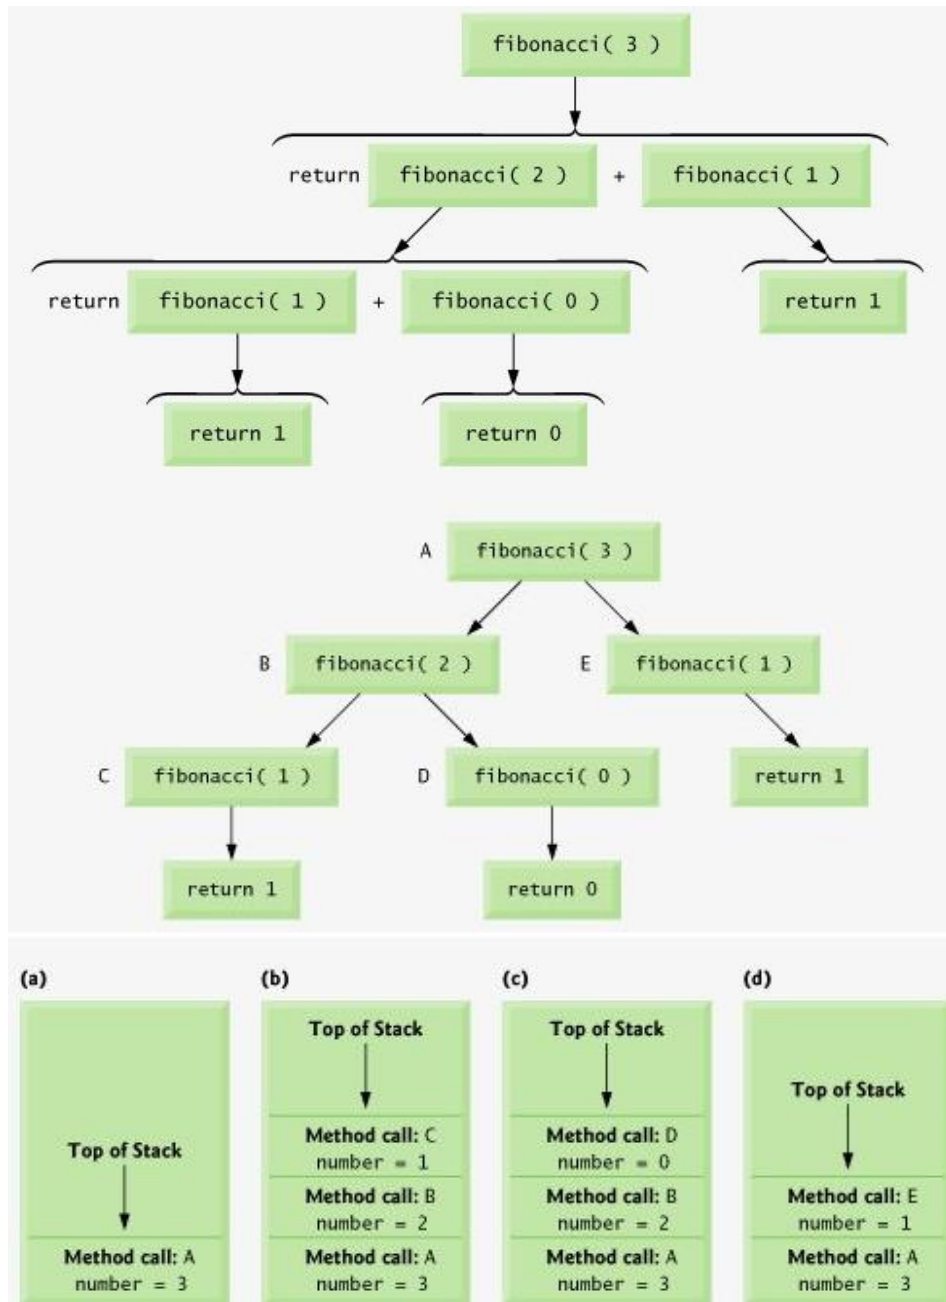 fibonacci( 3 )
return fibonacci( 2 ) + fibonacci( 1 )
return fibonacci( 1 ) + fibonacci( 0 ) return 1
return 1 return 0
A fibonacci( 3 )
B fibonacci( 2 ) E fibonacci( 1 )
C fibonacci( 1 ) D fibonacci( 0 ) return 1
return 1 return 0
(a)
Top of Stack
Method call: A
number = 3
(b)
Top of Stack
Method call: C
number = 1
Method call: B
number = 2
Method call: A
number = 3
(c)
Top of Stack
Method call: D
number = 0
Method call: B
number = 2
Method call: A
number = 3
(d)
Top of Stack
Method call: E
number = 1
Method call: A
number = 3